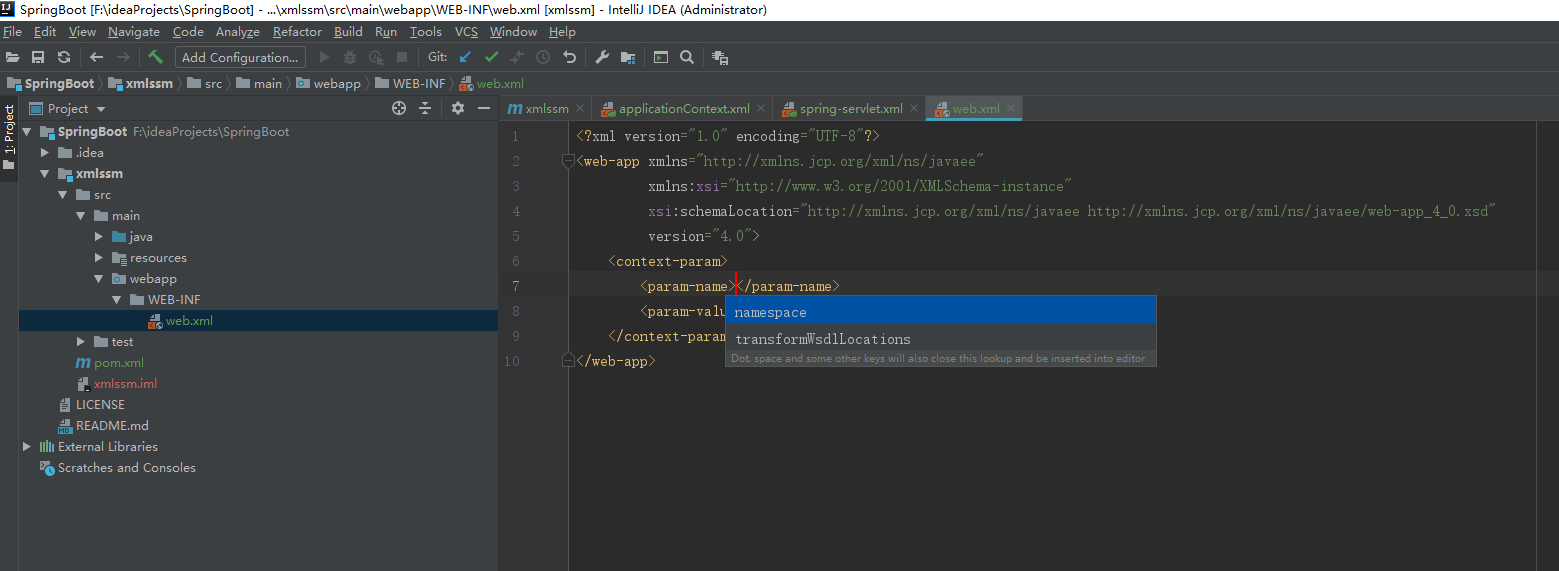 SpringBoot [F:\ideaProjects\SpringBoot] - ...\xmlssm\src\main\webapp\WEB-INF\web.xml [xmlssm] - IntelliJ IDEA (Administrator)
File Edit View Navigate Code Analyze Refactor Build Run Tools VCS Window Help
Add Configuration... Git:
SpringBoot xmlssm src main webapp WEB-INF web.xml
1: Project
Project
SpringBoot F:\ideaProjects\SpringBoot
.idea
xmlssm
src
main
java
resources
webapp
WEB-INF
web.xml
test
pom.xml
xmlssm.iml
LICENSE
README.md
External Libraries
Scratches and Consoles
xmlssm applicationContext.xml spring-servlet.xml web.xml
1 <?xml version="1.0" encoding="UTF-8"?>
2 <web-app xmlns="http://xmlns.jcp.org/xml/ns/javaee"
3 xmlns:xsi="http://www.w3.org/2001/XMLSchema-instance"
4 xsi:schemaLocation="http://xmlns.jcp.org/xml/ns/javaee http://xmlns.jcp.org/xml/ns/javaee/web-app_4_0.xsd"
5 version="4.0">
6 <context-param>
7 <param-name></param-name>
8 <param-valu
9 </context-param
10 </web-app>
namespace
transformWsdlLocations
Dot, space and some other keys will also close this lookup and be inserted into editor